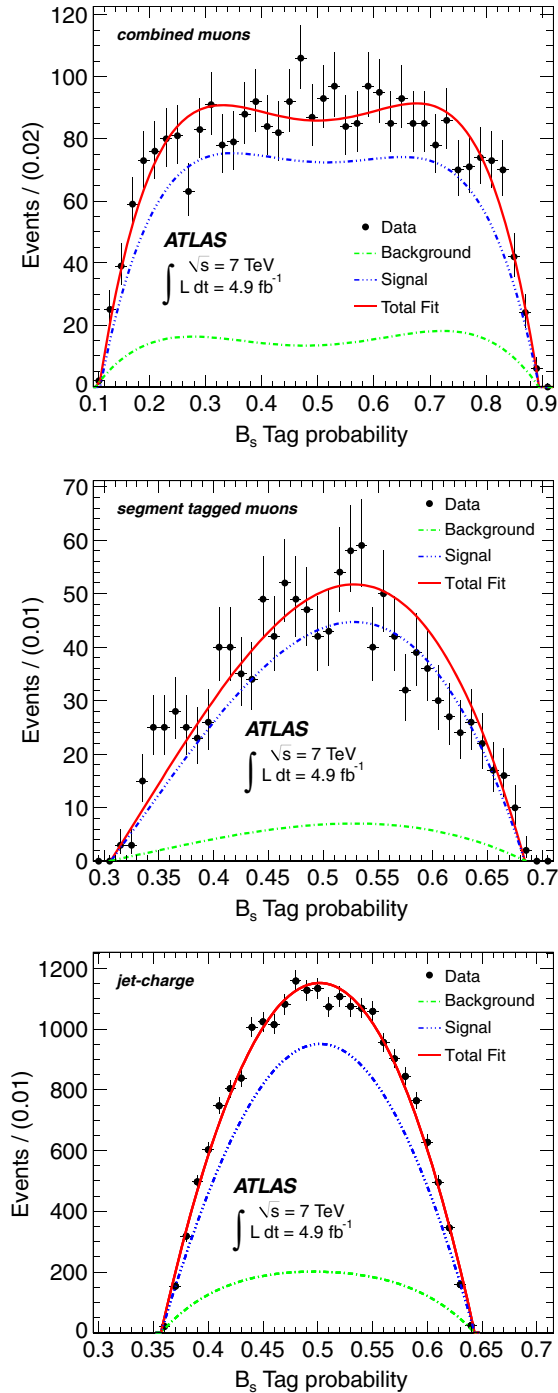 combined muons
Events / (0.02)
120
100
80
60
40
20
0
ATLAS
√s = 7 TeV
∫ L dt = 4.9 fb⁻¹
Data
Background
Signal
Total Fit
0.1 0.2 0.3 0.4 0.5 0.6 0.7 0.8 0.9
Bₛ Tag probability
segment tagged muons
Events / (0.01)
70
60
50
40
30
20
10
0
Data
Background
Signal
Total Fit
ATLAS
√s = 7 TeV
∫ L dt = 4.9 fb⁻¹
0.3 0.35 0.4 0.45 0.5 0.55 0.6 0.65 0.7
Bₛ Tag probability
jet-charge
Events / (0.01)
1200
1000
800
600
400
200
0
Data
Background
Signal
Total Fit
ATLAS
√s = 7 TeV
∫ L dt = 4.9 fb⁻¹
0.3 0.35 0.4 0.45 0.5 0.55 0.6 0.65 0.7
Bₛ Tag probability